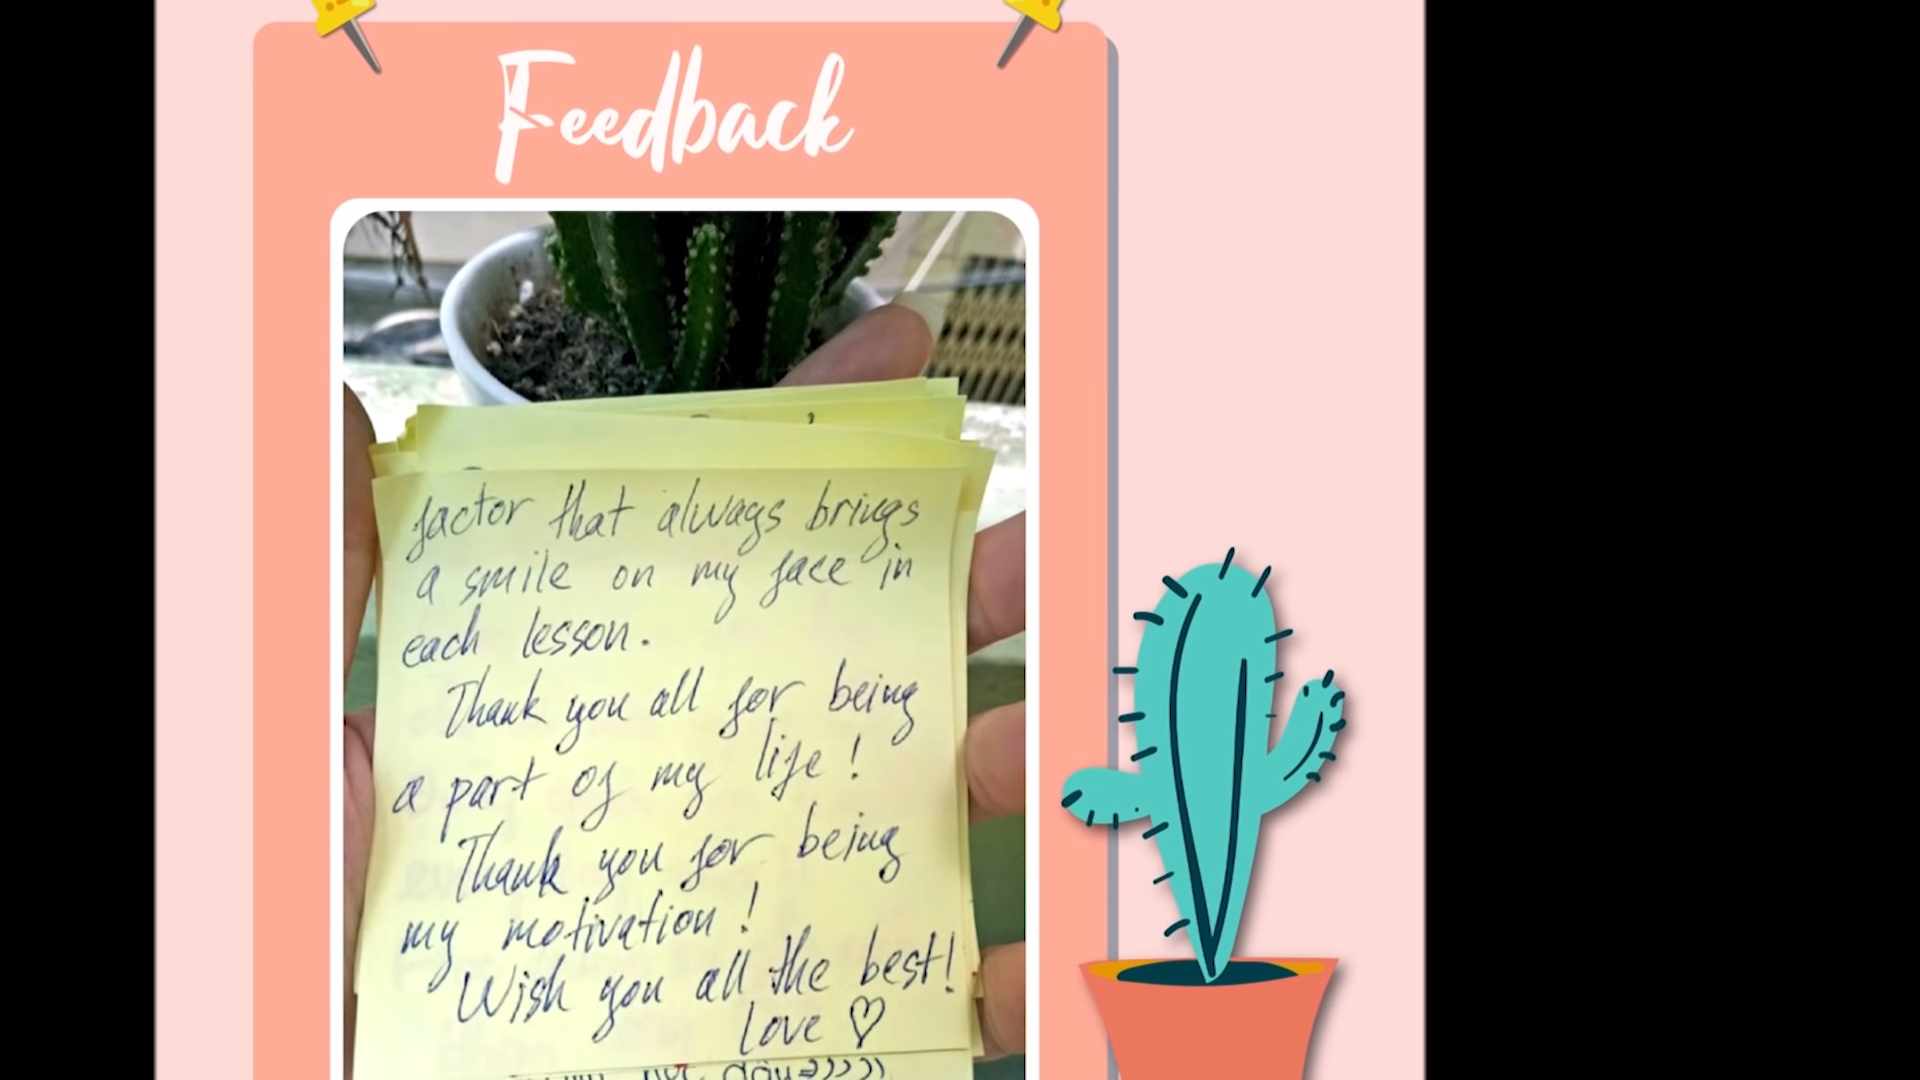 Feedback
factor that always brings
a smile on my face in
each lesson.
Thank you all for being
a part of my life!
Thank you for being
my motivation!
Wish you all the best!
love ♡